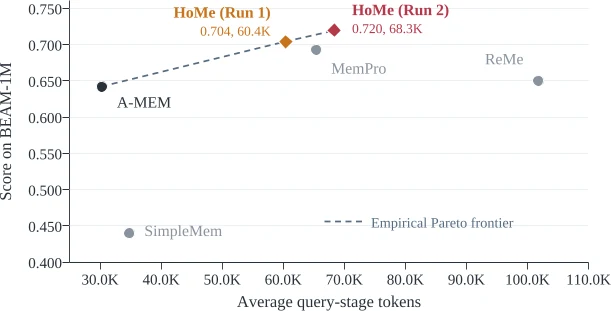 0.750
0.700
0.650
0.600
0.550
0.500
0.450
0.400
Score on BEAM-1M
HoMe (Run 1)
0.704, 60.4K
HoMe (Run 2)
0.720, 68.3K
MemPro
ReMe
A-MEM
SimpleMem
Empirical Pareto frontier
30.0K 40.0K 50.0K 60.0K 70.0K 80.0K 90.0K 100.0K 110.0K
Average query-stage tokens